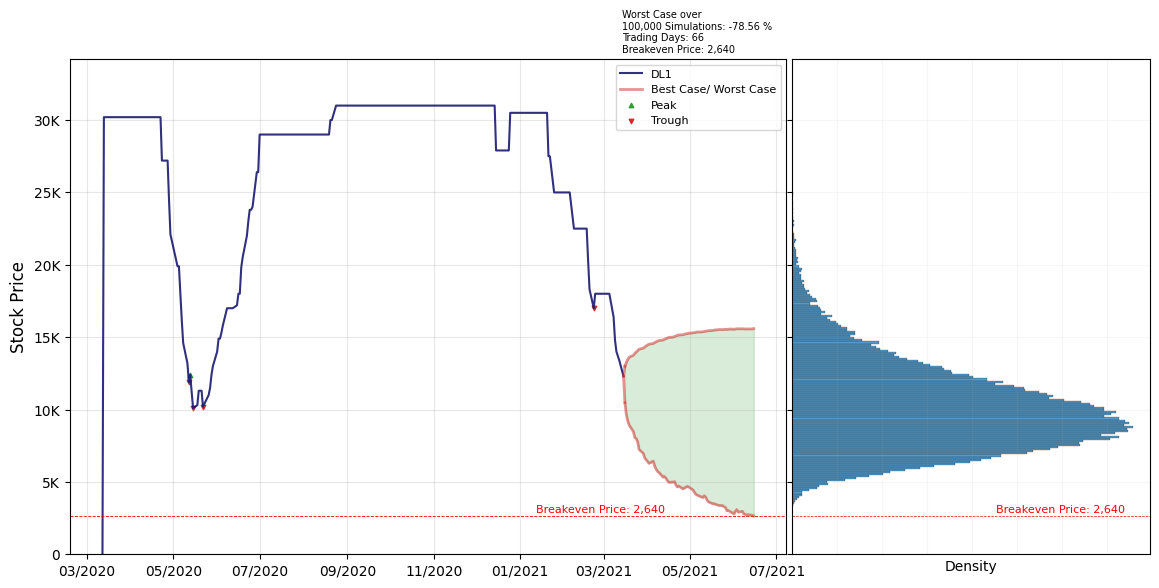 Worst Case over
100,000 Simulations: -78.56 %
Trading Days: 66
Breakeven Price: 2,640
DL1
Best Case/ Worst Case
Peak
Trough
Stock Price
30K
25K
20K
15K
10K
5K
0
Breakeven Price: 2,640
Breakeven Price: 2,640
03/2020 05/2020 07/2020 09/2020 11/2020 01/2021 03/2021 05/2021 07/2021
Density